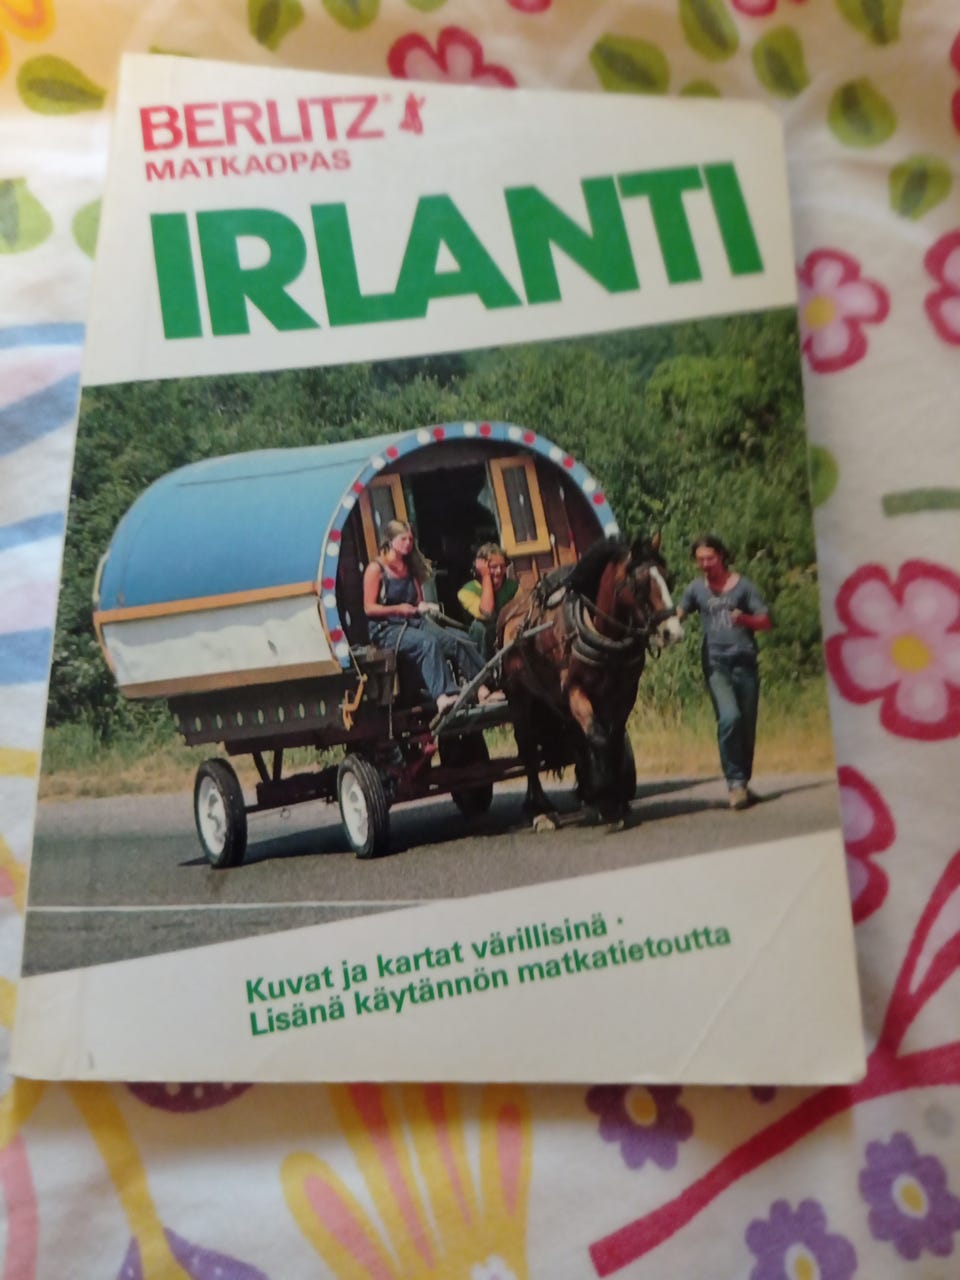 BERLITZ®
MATKAOPAS
IRLANTI
Kuvat ja kartat värillisinä ·
Lisänä käytännön matkatietoutta